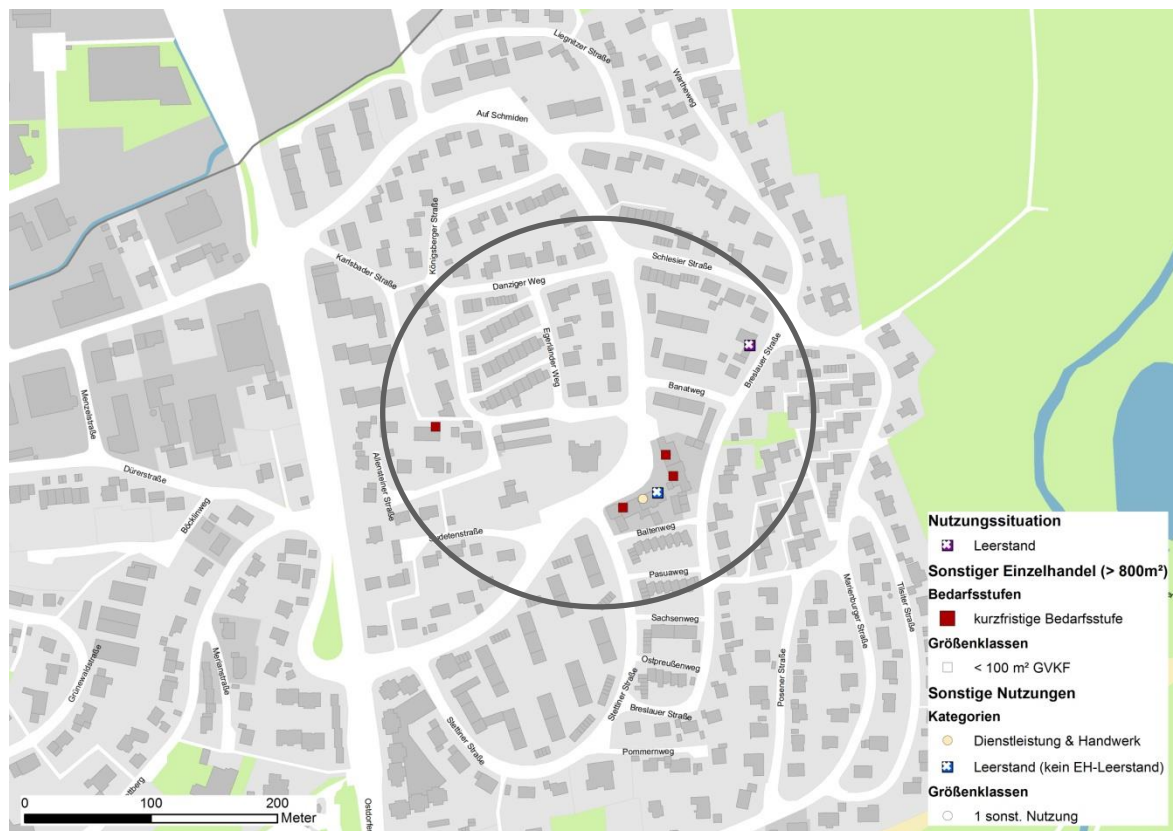 Liegnitzer Straße
Wartheweg
Auf Schmiden
Königsberger Straße
Karlsbader Straße
Schlesier Straße
Danziger Weg
Egerländer Weg
Breslauer Straße
Banatweg
Menzelstraße
Dürerstraße
Böcklinweg
Allensteiner Straße
Sudetenstraße
Baltenweg
Pasuaweg
Sachsenweg
Ostpreußenweg
Breslauer Straße
Pommernweg
Marienburger Straße
Tilsiter Straße
Posener Straße
Stettiner Straße
Stettiner Straße
Grünewaldstraße
Merianstraße
Nutzungssituation
Leerstand
Sonstiger Einzelhandel (> 800m²)
Bedarfsstufen
kurzfristige Bedarfsstufe
Größenklassen
< 100 m² GVKF
Sonstige Nutzungen
Kategorien
Dienstleistung & Handwerk
Leerstand (kein EH-Leerstand)
Größenklassen
1 sonst. Nutzung
0 100 200
Meter